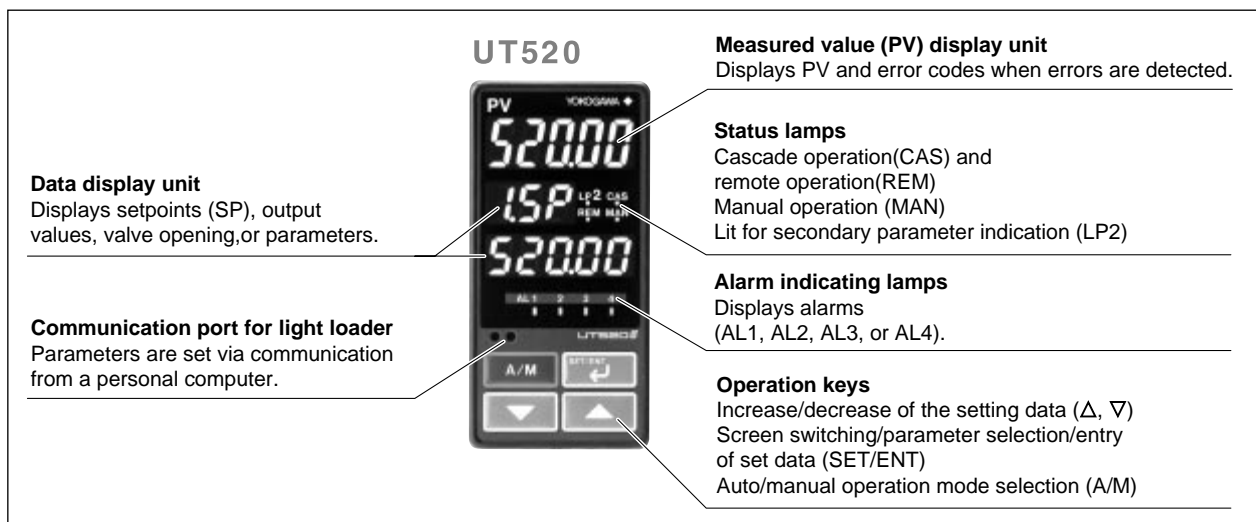 UT520
Measured value (PV) display unit
Displays PV and error codes when errors are detected.
Status lamps
Cascade operation(CAS) and
remote operation(REM)
Manual operation (MAN)
Lit for secondary parameter indication (LP2)
Alarm indicating lamps
Displays alarms
(AL1, AL2, AL3, or AL4).
Operation keys
Increase/decrease of the setting data (Δ, ∇)
Screen switching/parameter selection/entry
of set data (SET/ENT)
Auto/manual operation mode selection (A/M)
Data display unit
Displays setpoints (SP), output
values, valve opening,or parameters.
Communication port for light loader
Parameters are set via communication
from a personal computer.
PV YOKOGAWA
520.00
1.SP LP2 CAS
REM MAN
520.00
AL1 2 3 4
UT520
A/M SET/ENT